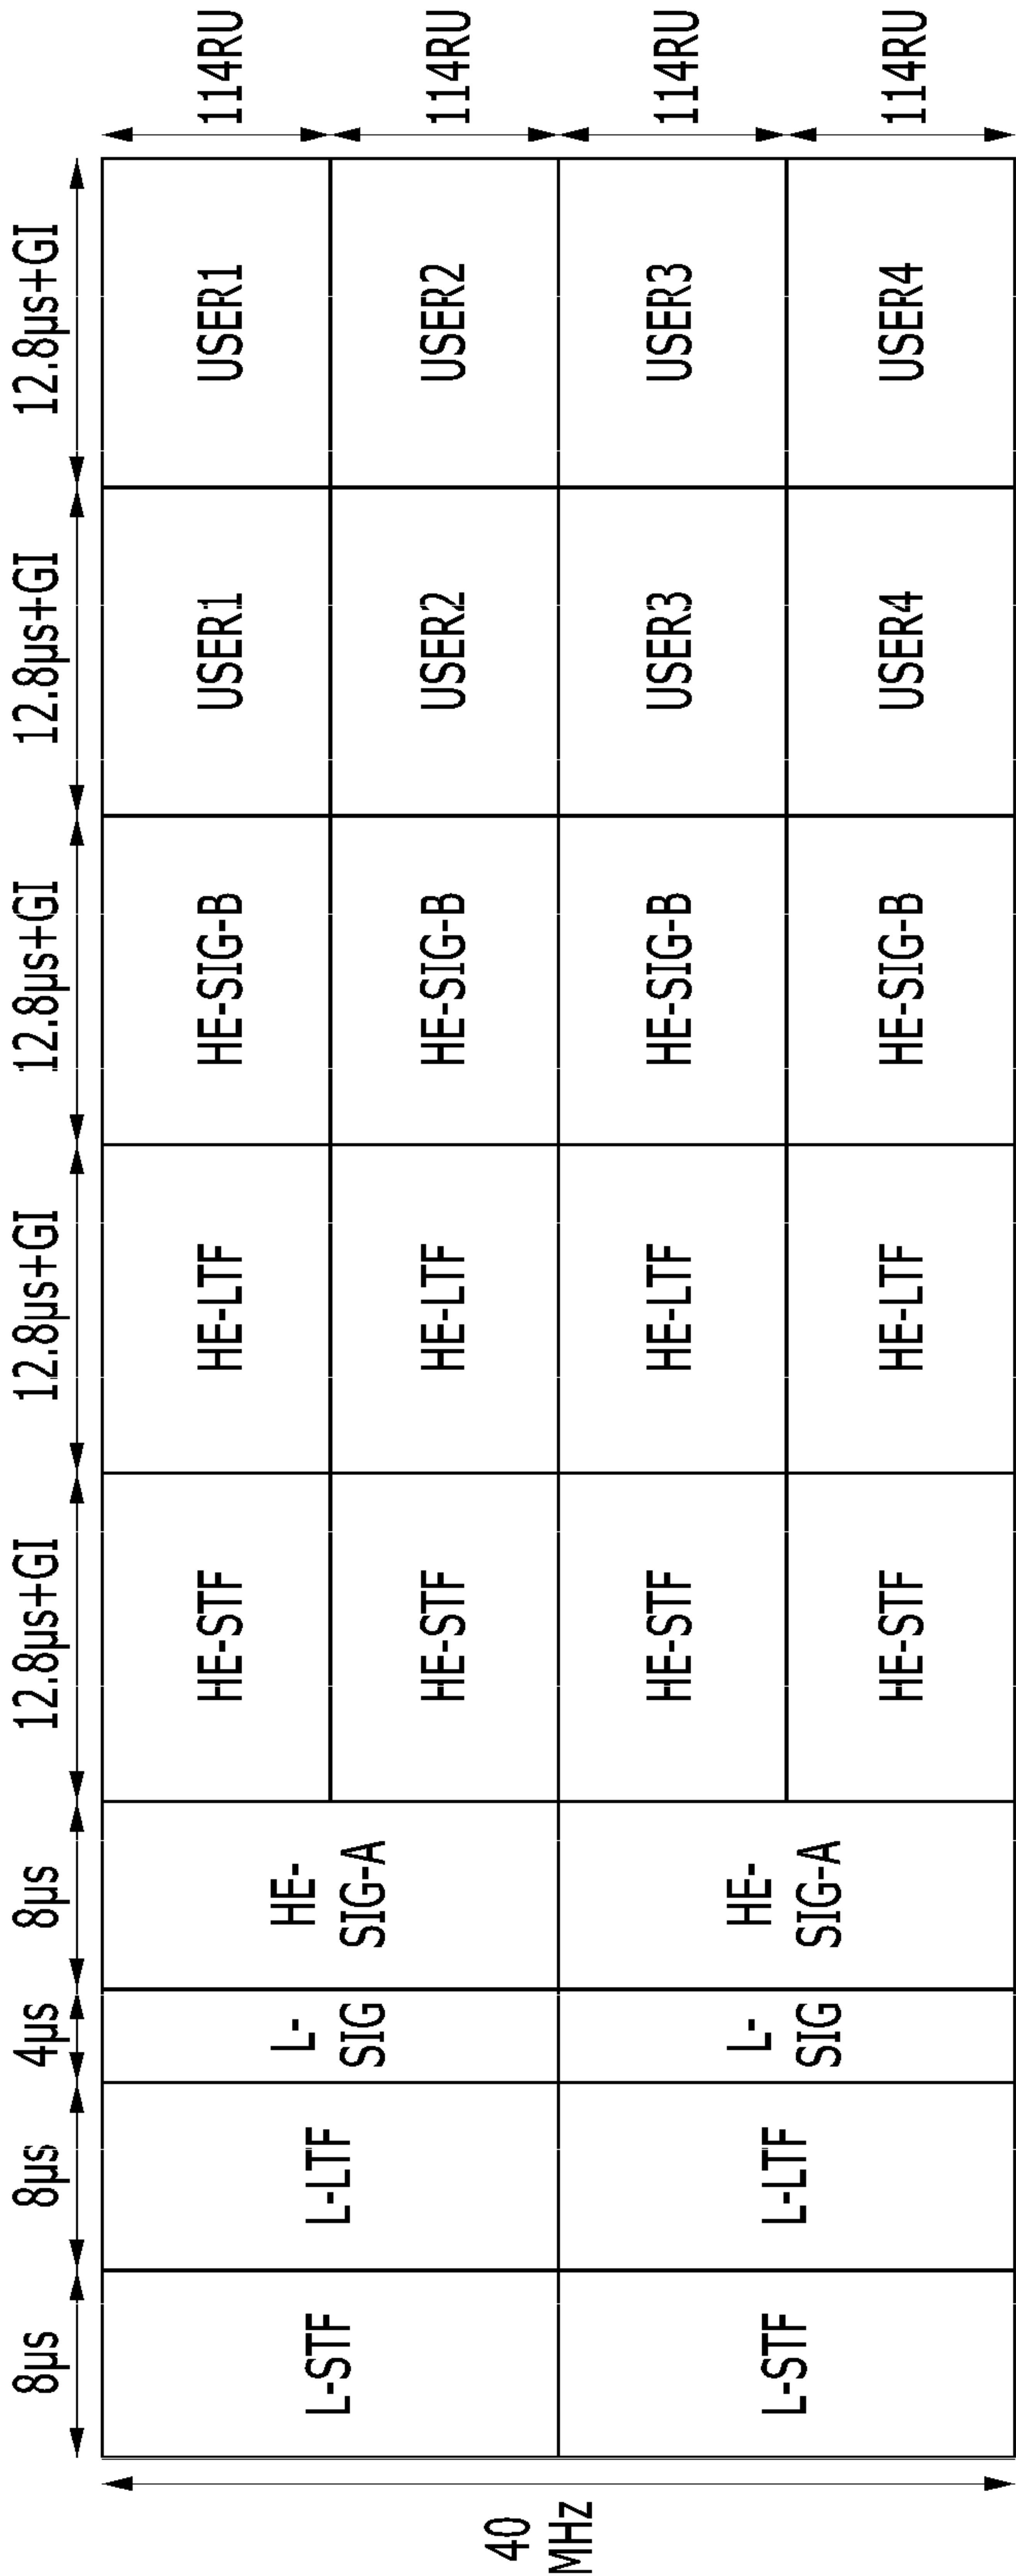 8μs
8μs
4μs
8μs
12.8μs+GI
12.8μs+GI
12.8μs+GI
12.8μs+GI
12.8μs+GI
40
MHz
L-STF
L-LTF
L-
SIG
HE-
SIG-A
HE-STF
HE-LTF
HE-SIG-B
USER1
USER1
114RU
HE-STF
HE-LTF
HE-SIG-B
USER2
USER2
114RU
L-STF
L-LTF
L-
SIG
HE-
SIG-A
HE-STF
HE-LTF
HE-SIG-B
USER3
USER3
114RU
HE-STF
HE-LTF
HE-SIG-B
USER4
USER4
114RU